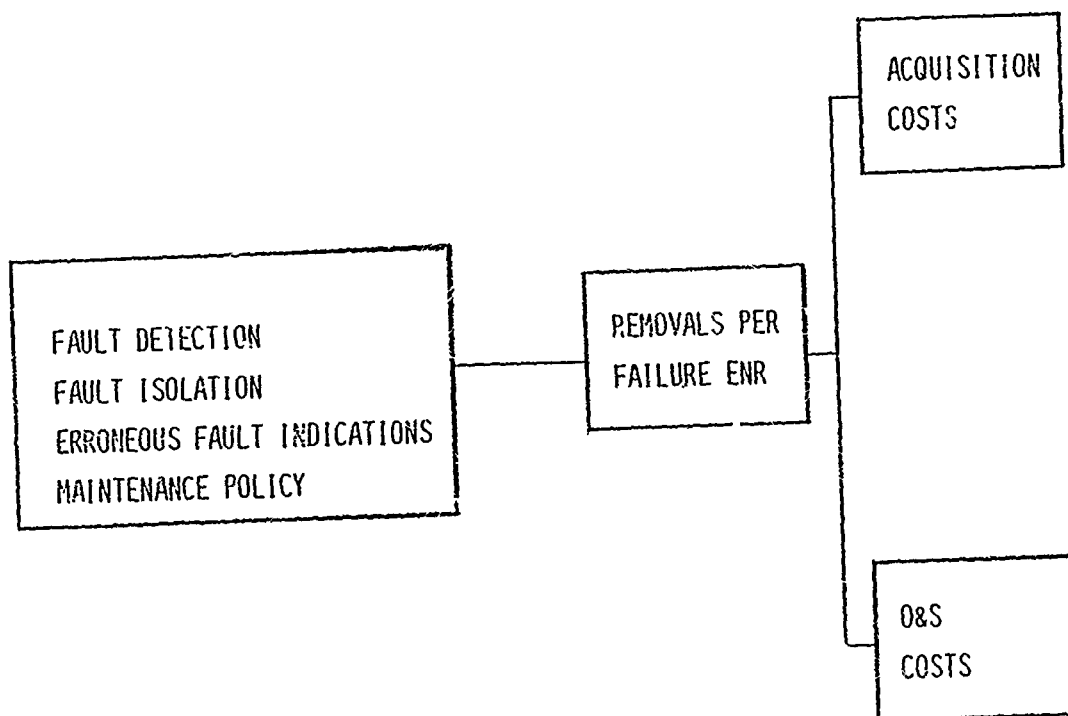 ACQUISITION
COSTS
FAULT DETECTION
FAULT ISOLATION
ERRONEOUS FAULT INDICATIONS
MAINTENANCE POLICY
REMOVALS PER
FAILURE ENR
O&S
COSTS